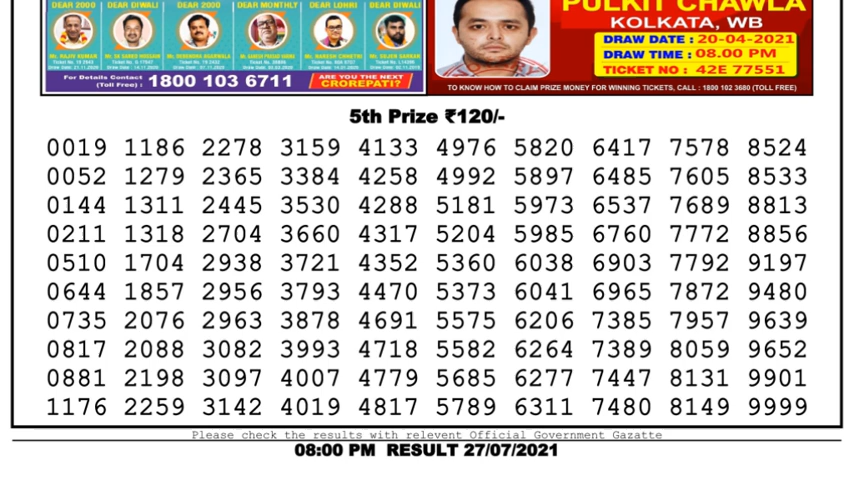 DEAR 2000 DEAR DIWALI DEAR 2000 DEAR MONTHLY DEAR LOHRI DEAR DIWALI
For Details Contact (Toll Free) : 1800 103 6711 ARE YOU THE NEXT CROREPATI?
PULKIT CHAWLA
KOLKATA, WB
DRAW DATE : 20-04-2021
DRAW TIME : 08.00 PM
TICKET NO : 42E 77551
TO KNOW HOW TO CLAIM PRIZE MONEY FOR WINNING TICKETS, CALL : 1800 102 3680 (TOLL FREE)
5th Prize ₹120/-
0019 1186 2278 3159 4133 4976 5820 6417 7578 8524
0052 1279 2365 3384 4258 4992 5897 6485 7605 8533
0144 1311 2445 3530 4288 5181 5973 6537 7689 8813
0211 1318 2704 3660 4317 5204 5985 6760 7772 8856
0510 1704 2938 3721 4352 5360 6038 6903 7792 9197
0644 1857 2956 3793 4470 5373 6041 6965 7872 9480
0735 2076 2963 3878 4691 5575 6206 7385 7957 9639
0817 2088 3082 3993 4718 5582 6264 7389 8059 9652
0881 2198 3097 4007 4779 5685 6277 7447 8131 9901
1176 2259 3142 4019 4817 5789 6311 7480 8149 9999
Please check the results with relevent Official Government Gazatte
08:00 PM RESULT 27/07/2021